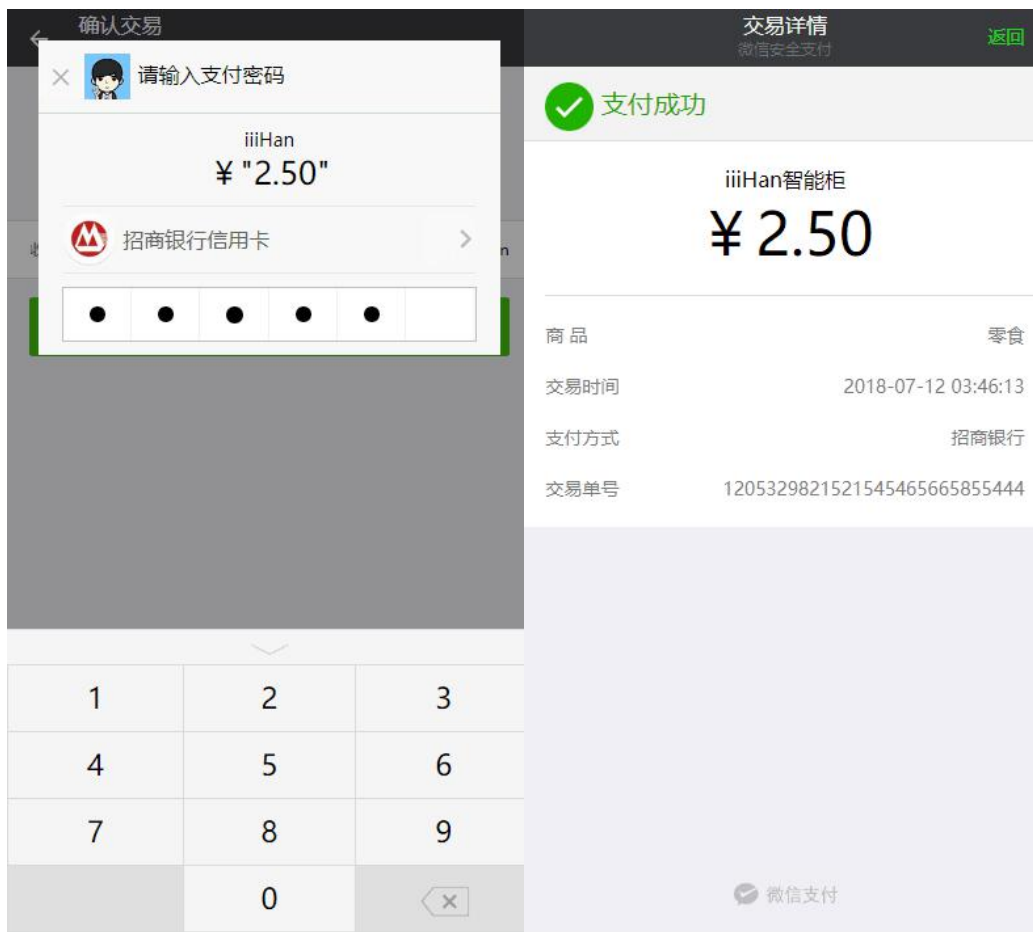 确认交易
请输入支付密码
iiiHan
¥ "2.50"
招商银行信用卡
n
1 2 3
4 5 6
7 8 9
0
交易详情
返回
微信安全支付
支付成功
iiiHan智能柜
¥ 2.50
商 品 零食
交易时间 2018-07-12 03:46:13
支付方式 招商银行
交易单号 12053298215215454465665855444
微信支付